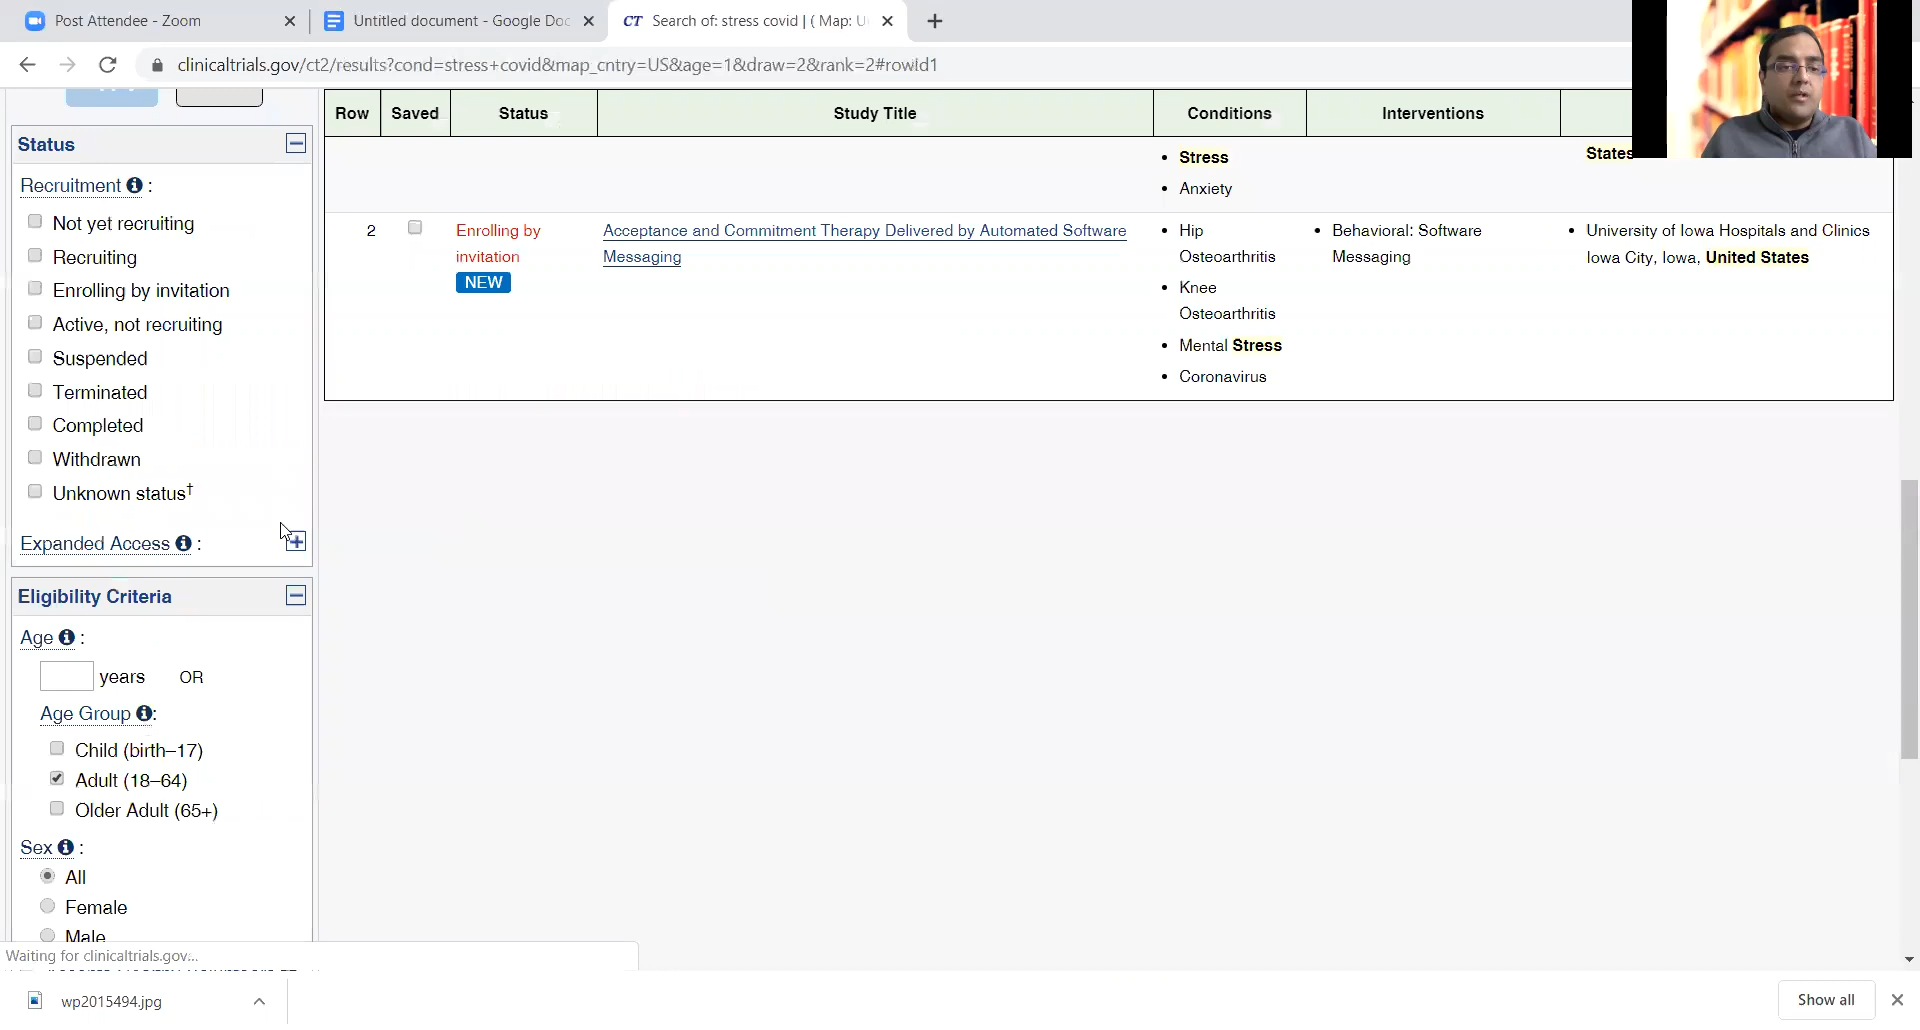 Post Attendee - Zoom
Untitled document - Google Doc
CT Search of: stress covid | ( Map: U
clinicaltrials.gov/ct2/results?cond=stress+covid&map_cntry=US&age=1&draw=2&rank=2#rowId1
Row Saved Status Study Title Conditions Interventions
Stress
Anxiety
States
2 Enrolling by invitation NEW
Acceptance and Commitment Therapy Delivered by Automated Software
Messaging
Hip
Osteoarthritis
Knee
Osteoarthritis
Mental Stress
Coronavirus
Behavioral: Software
Messaging
University of Iowa Hospitals and Clinics
Iowa City, Iowa, United States
Status
Recruitment :
Not yet recruiting
Recruiting
Enrolling by invitation
Active, not recruiting
Suspended
Terminated
Completed
Withdrawn
Unknown status†
Expanded Access :
Eligibility Criteria
Age :
years OR
Age Group :
Child (birth–17)
Adult (18–64)
Older Adult (65+)
Sex :
All
Female
Male
Waiting for clinicaltrials.gov...
wp2015494.jpg
Show all